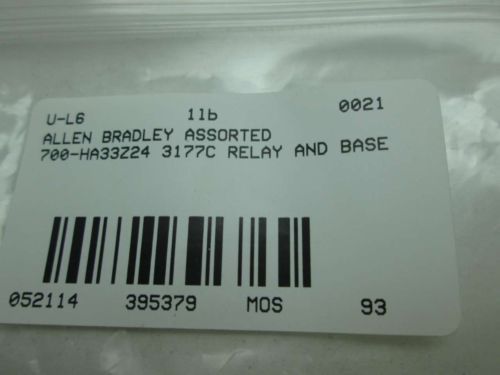 U-L6 1lb 0021
ALLEN BRADLEY ASSORTED
700-HA33Z24 3177C RELAY AND BASE
052114 395379 MOS 93